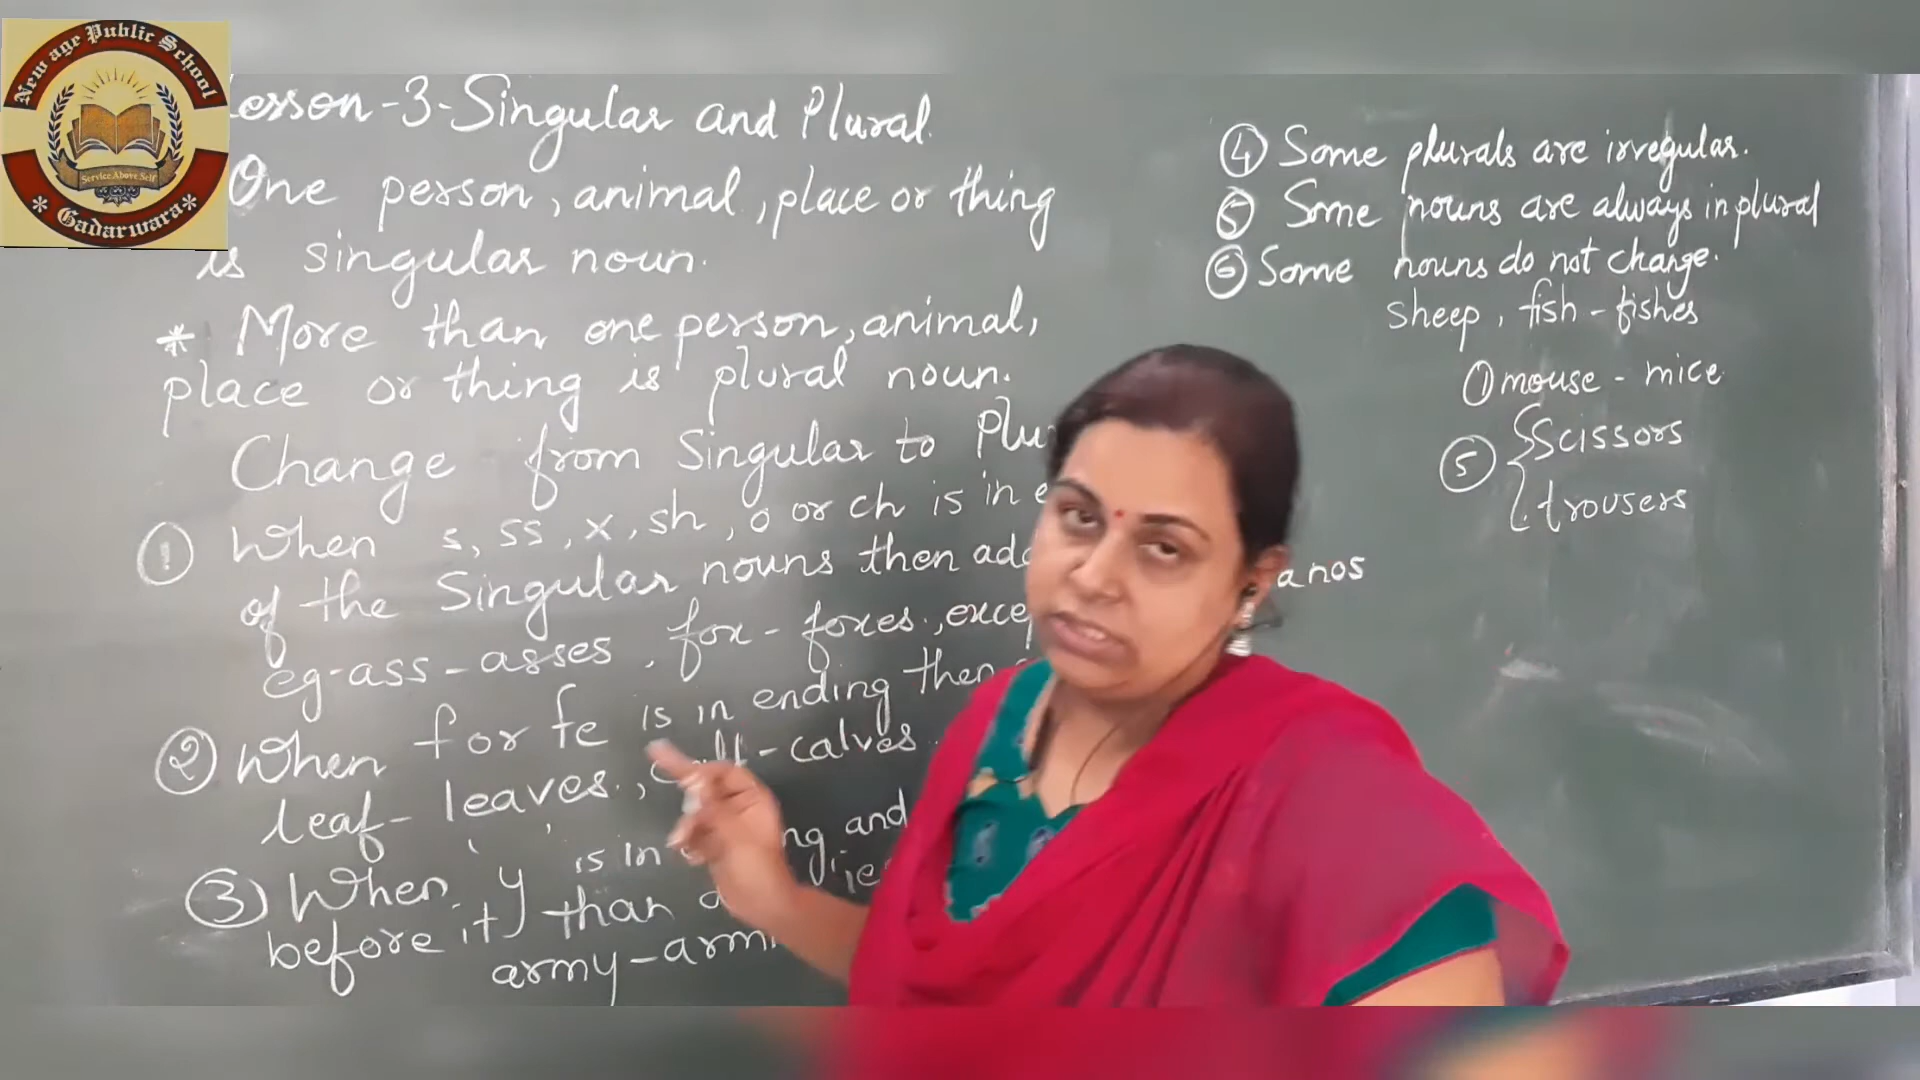 New age Public School
Service Above Self
* Gadarwara *
esson-3-Singular and Plural.
One person, animal, place or thing
is singular noun.
* More than one person, animal,
place or thing is plural noun.
Change from Singular to Plu
① When s, ss, x, sh, o or ch is in e
of the Singular nouns then add
eg-ass-asses, fox-foxes., excep anos
② When f or fe is in ending then
leaf- leaves., calf-calves.
③ When 'y' is in ng and
before it than ies
army-armi
④ Some plurals are irregular.
⑤ Some nouns are always in plural
⑥ Some nouns do not change.
sheep, fish - fishes
① mouse - mice
⑤ { Scissors
trousers